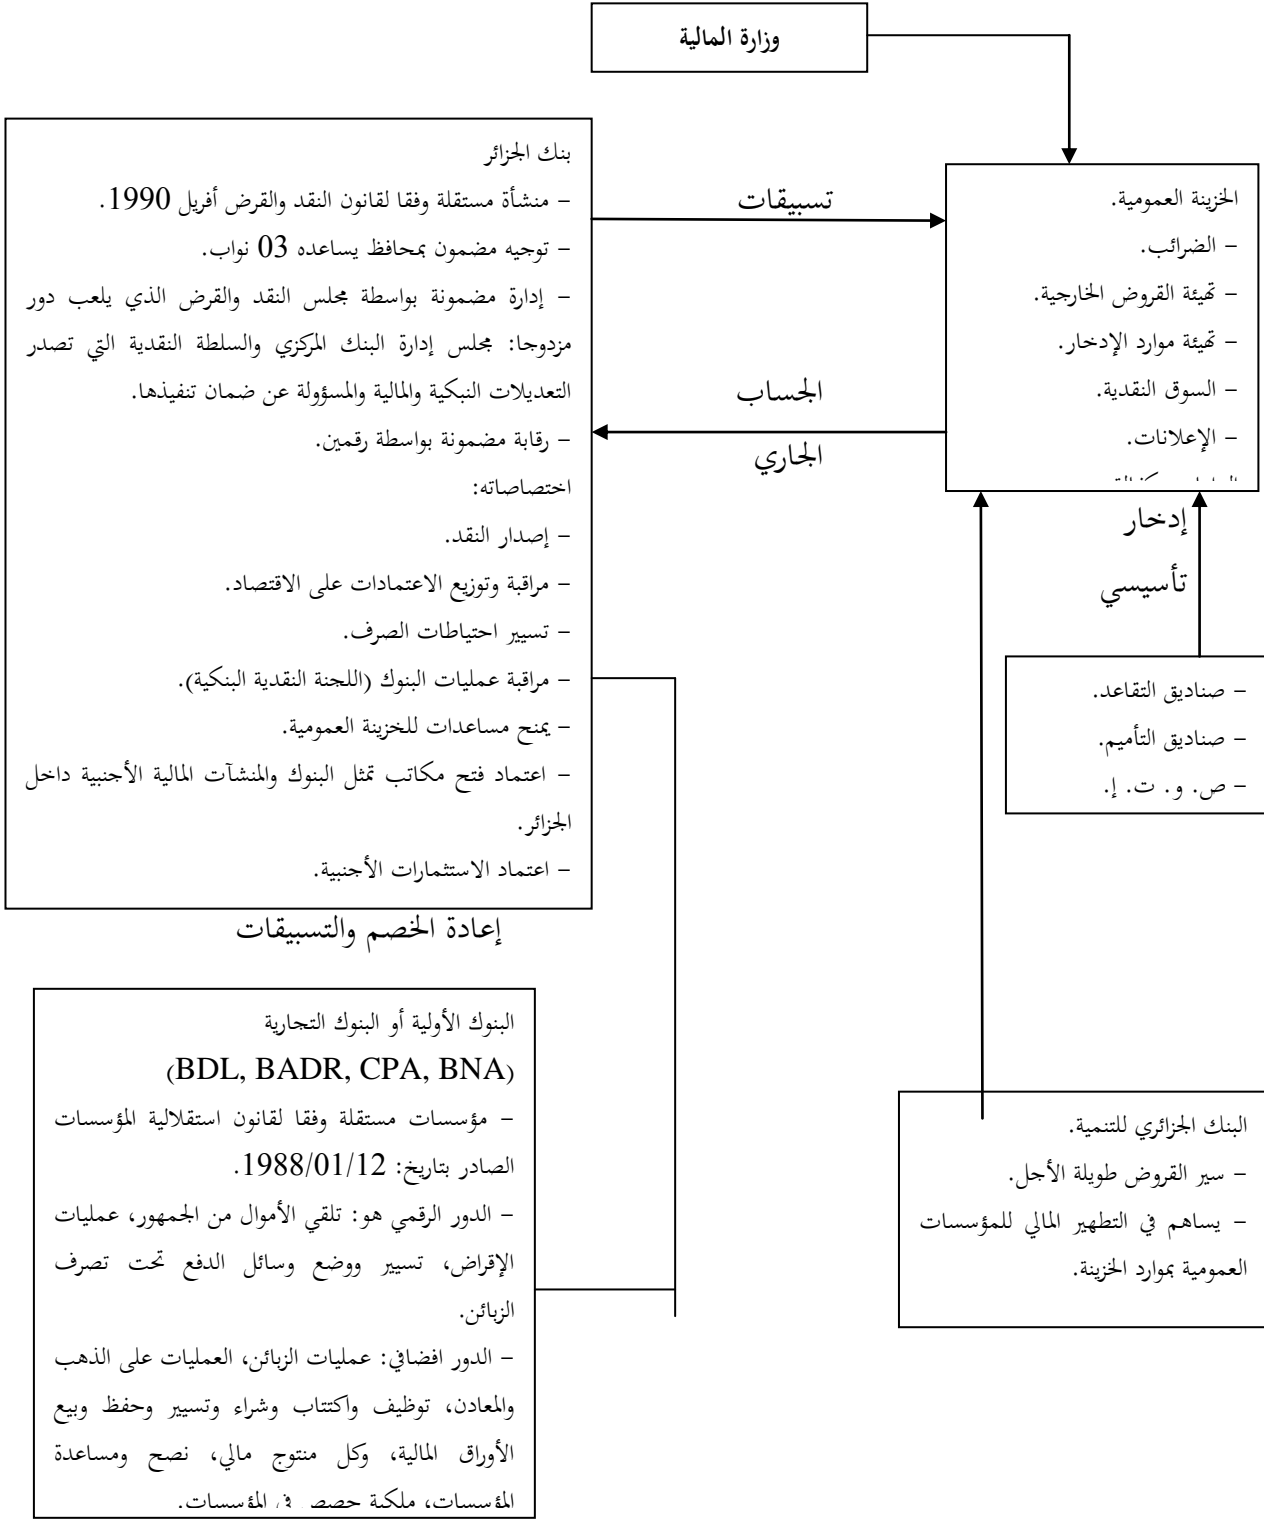 وزارة المالية
بنك الجزائر
– منشأة مستقلة وفقا لقانون النقد والقرض أفريل 1990.
– توجيه مضمون بمحافظ يساعده 03 نواب.
– إدارة مضمونة بواسطة مجلس النقد والقرض الذي يلعب دور
مزدوجا: مجلس إدارة البنك المركزي والسلطة النقدية التي تصدر
التعديلات النبكية والمالية والمسؤولة عن ضمان تنفيذها.
– رقابة مضمونة بواسطة رقمين.
اختصاصاته:
– إصدار النقد.
– مراقبة وتوزيع الاعتمادات على الاقتصاد.
– تسيير احتياطات الصرف.
– مراقبة عمليات البنوك (اللجنة النقدية البنكية).
– يمنح مساعدات للخزينة العمومية.
– اعتماد فتح مكاتب تمثل البنوك والمنشآت المالية الأجنبية داخل
الجزائر.
– اعتماد الاستثمارات الأجنبية.
تسبيقات
الحساب
الجاري
الخزينة العمومية.
– الضرائب.
– تهيئة القروض الخارجية.
– تهيئة موارد الإدخار.
– السوق النقدية.
– الإعلانات.
إدخار
تأسيسي
– صناديق التقاعد.
– صناديق التأميم.
– ص. و. ت. إ.
إعادة الخصم والتسبيقات
البنوك الأولية أو البنوك التجارية
(BDL, BADR, CPA, BNA)
– مؤسسات مستقلة وفقا لقانون استقلالية المؤسسات
الصادر بتاريخ: 1988/01/12.
– الدور الرقمي هو: تلقي الأموال من الجمهور، عمليات
الإقراض، تسيير ووضع وسائل الدفع تحت تصرف
الزبائن.
– الدور افضافي: عمليات الزبائن، العمليات على الذهب
والمعادن، توظيف واكتتاب وشراء وتسيير وحفظ وبيع
الأوراق المالية، وكل منتوج مالي، نصح ومساعدة
المؤسسات، ملكية حصص في المؤسسات.
البنك الجزائري للتنمية.
– سير القروض طويلة الأجل.
– يساهم في التطهير المالي للمؤسسات
العمومية بموارد الخزينة.